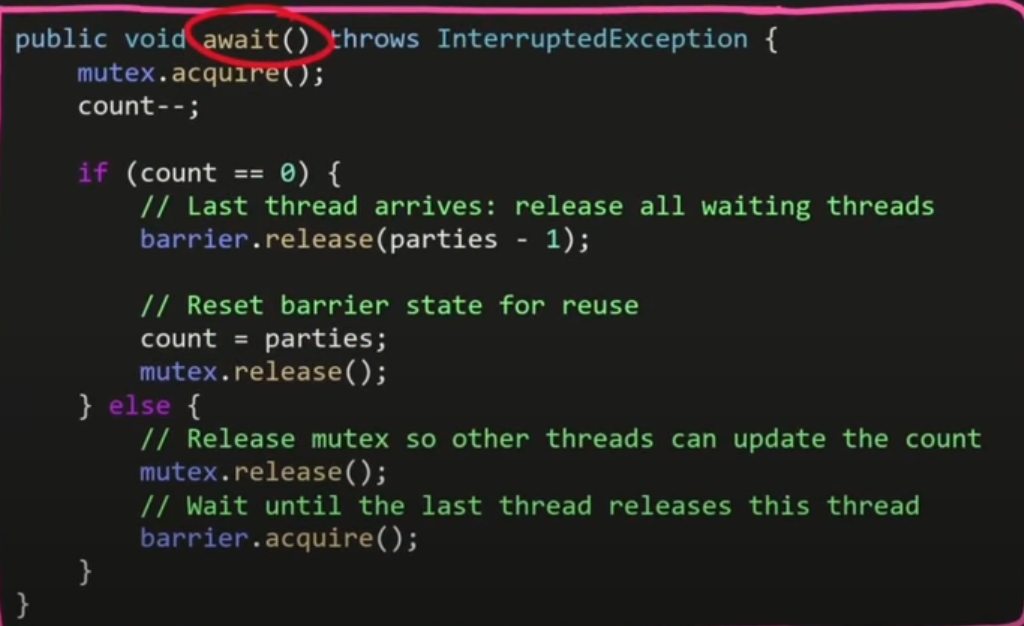 public void await() throws InterruptedException {
mutex.acquire();
count--;
if (count == 0) {
// Last thread arrives: release all waiting threads
barrier.release(parties - 1);
// Reset barrier state for reuse
count = parties;
mutex.release();
} else {
// Release mutex so other threads can update the count
mutex.release();
// Wait until the last thread releases this thread
barrier.acquire();
}
}